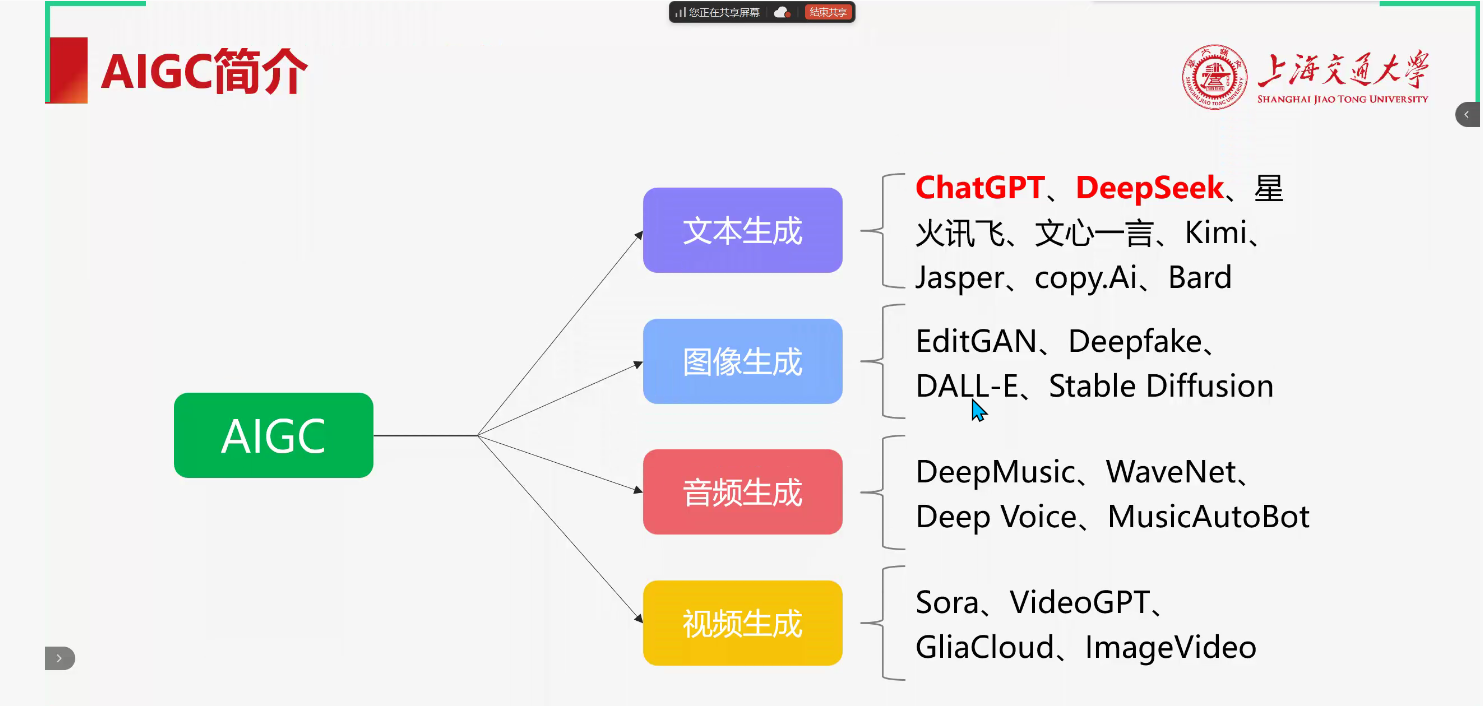 您正在共享屏幕 结束共享
AIGC简介
上海交通大學
SHANGHAI JIAO TONG UNIVERSITY
AIGC
文本生成
ChatGPT、DeepSeek、星
火讯飞、文心一言、Kimi、
Jasper、copy.Ai、Bard
图像生成
EditGAN、Deepfake、
DALL-E、Stable Diffusion
音频生成
DeepMusic、WaveNet、
Deep Voice、MusicAutoBot
视频生成
Sora、VideoGPT、
GliaCloud、ImageVideo